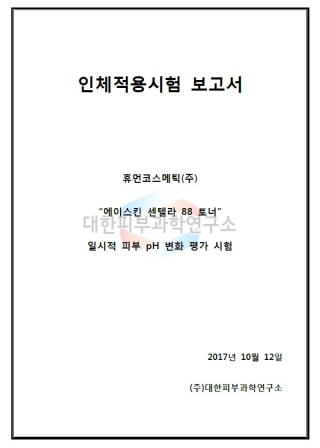 인체적용시험 보고서
휴먼코스메틱(주)
"에이스킨 센텔라 88 토너"
대한피부과학연구소
일시적 피부 pH 변화 평가 시험
2017년 10월 12일
(주)대한피부과학연구소